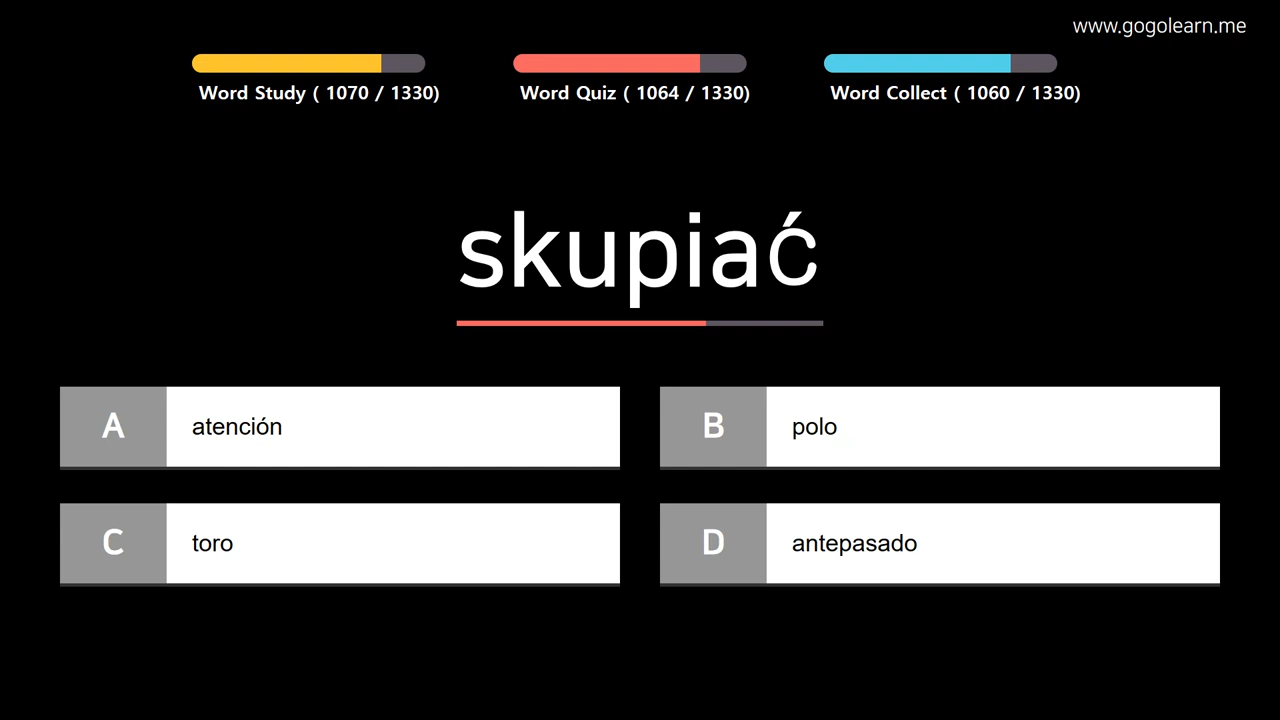 www.gogolearn.me
Word Study ( 1070 / 1330)
Word Quiz ( 1064 / 1330)
Word Collect ( 1060 / 1330)
skupiać
A atención
B polo
C toro
D antepasado